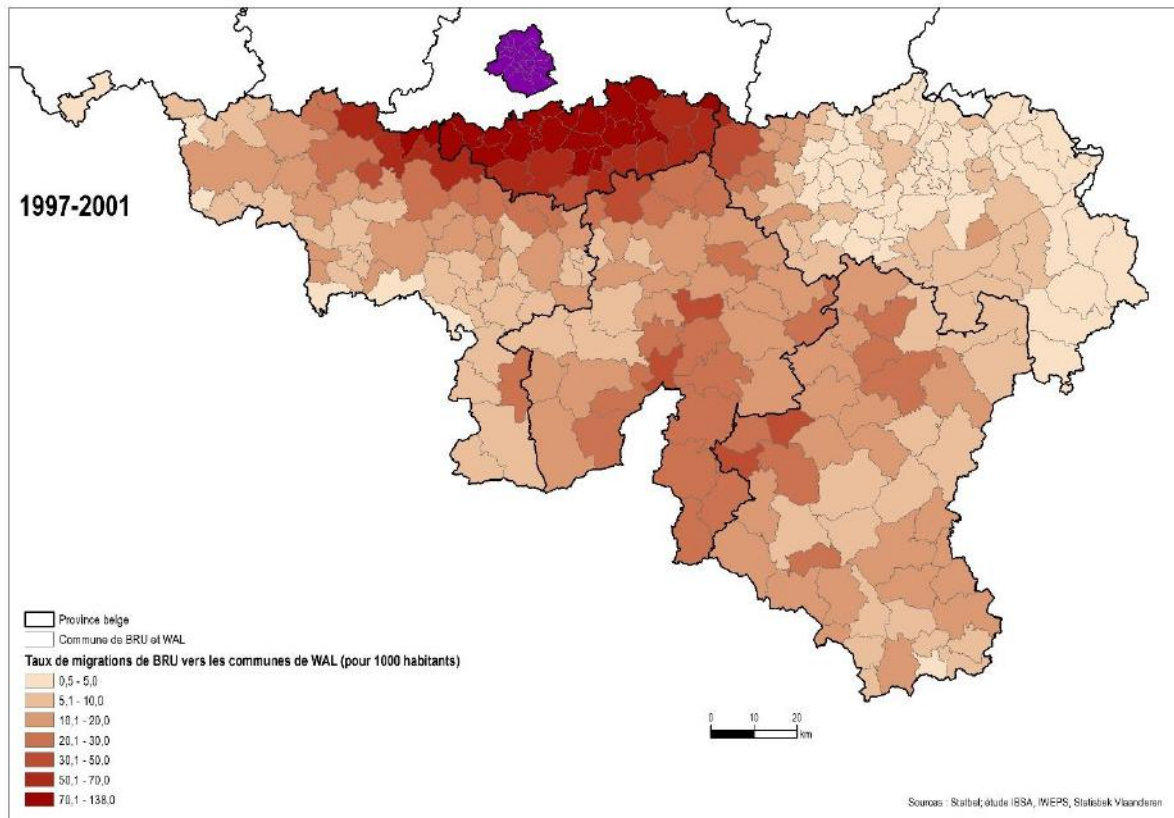 1997-2001
Province belge
Commune de BRU et WAL
Taux de migrations de BRU vers les communes de WAL (pour 1000 habitants)
0,5 - 5,0
5,1 - 10,0
10,1 - 20,0
20,1 - 30,0
30,1 - 50,0
50,1 - 70,0
70,1 - 138,0
0 10 20
km
Sources : Statbel; étude IBSA, IWEPS, Statistiek Vlaanderen